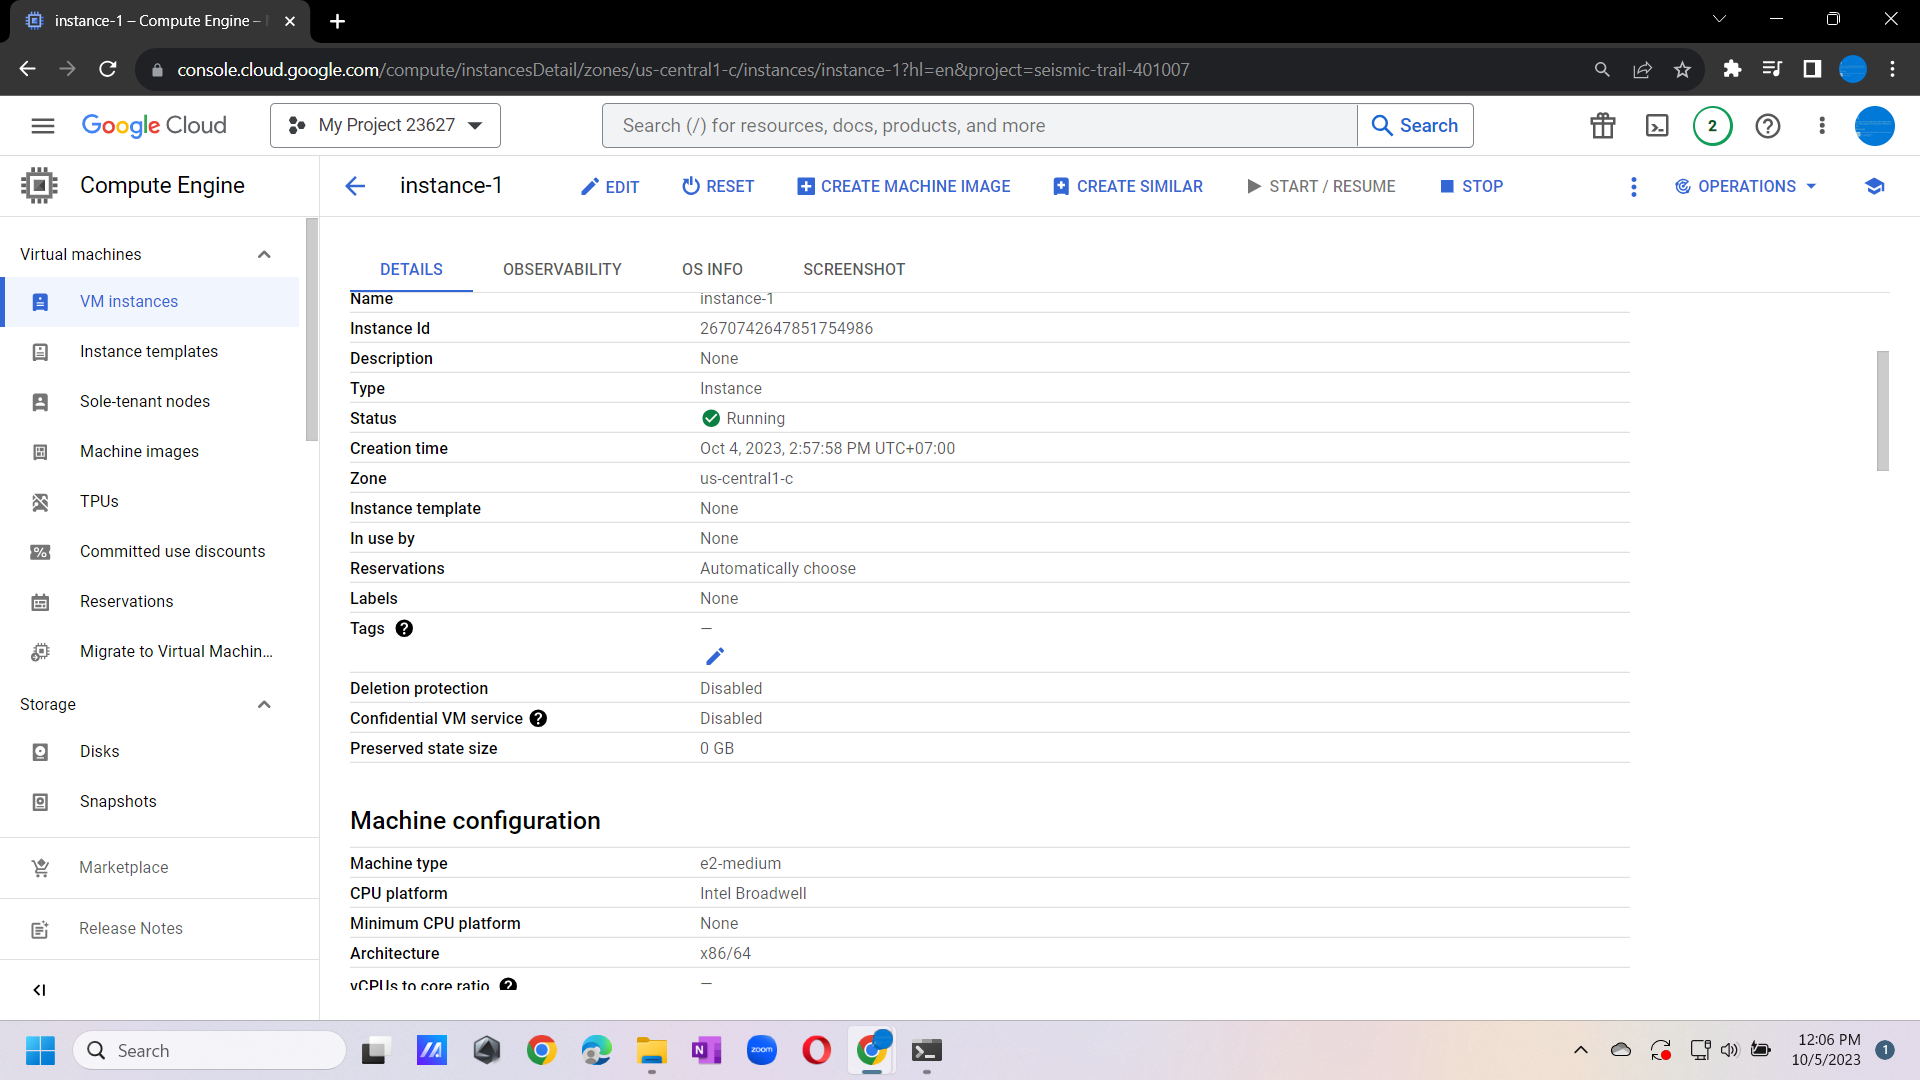 instance-1 – Compute Engine –
console.cloud.google.com/compute/instancesDetail/zones/us-central1-c/instances/instance-1?hl=en&project=seismic-trail-401007
Google Cloud
My Project 23627
Search (/) for resources, docs, products, and more
Search
2
Compute Engine
instance-1
EDIT
RESET
CREATE MACHINE IMAGE
CREATE SIMILAR
START / RESUME
STOP
OPERATIONS
Virtual machines
VM instances
Instance templates
Sole-tenant nodes
Machine images
TPUs
Committed use discounts
Reservations
Migrate to Virtual Machin...
Storage
Disks
Snapshots
Marketplace
Release Notes
DETAILS
OBSERVABILITY
OS INFO
SCREENSHOT
Name instance-1
Instance Id 2670742647851754986
Description None
Type Instance
Status Running
Creation time Oct 4, 2023, 2:57:58 PM UTC+07:00
Zone us-central1-c
Instance template None
In use by None
Reservations Automatically choose
Labels None
Tags —
Deletion protection Disabled
Confidential VM service Disabled
Preserved state size 0 GB
Machine configuration
Machine type e2-medium
CPU platform Intel Broadwell
Minimum CPU platform None
Architecture x86/64
vCPUs to core ratio —
Search
zoom
12:06 PM
10/5/2023
1